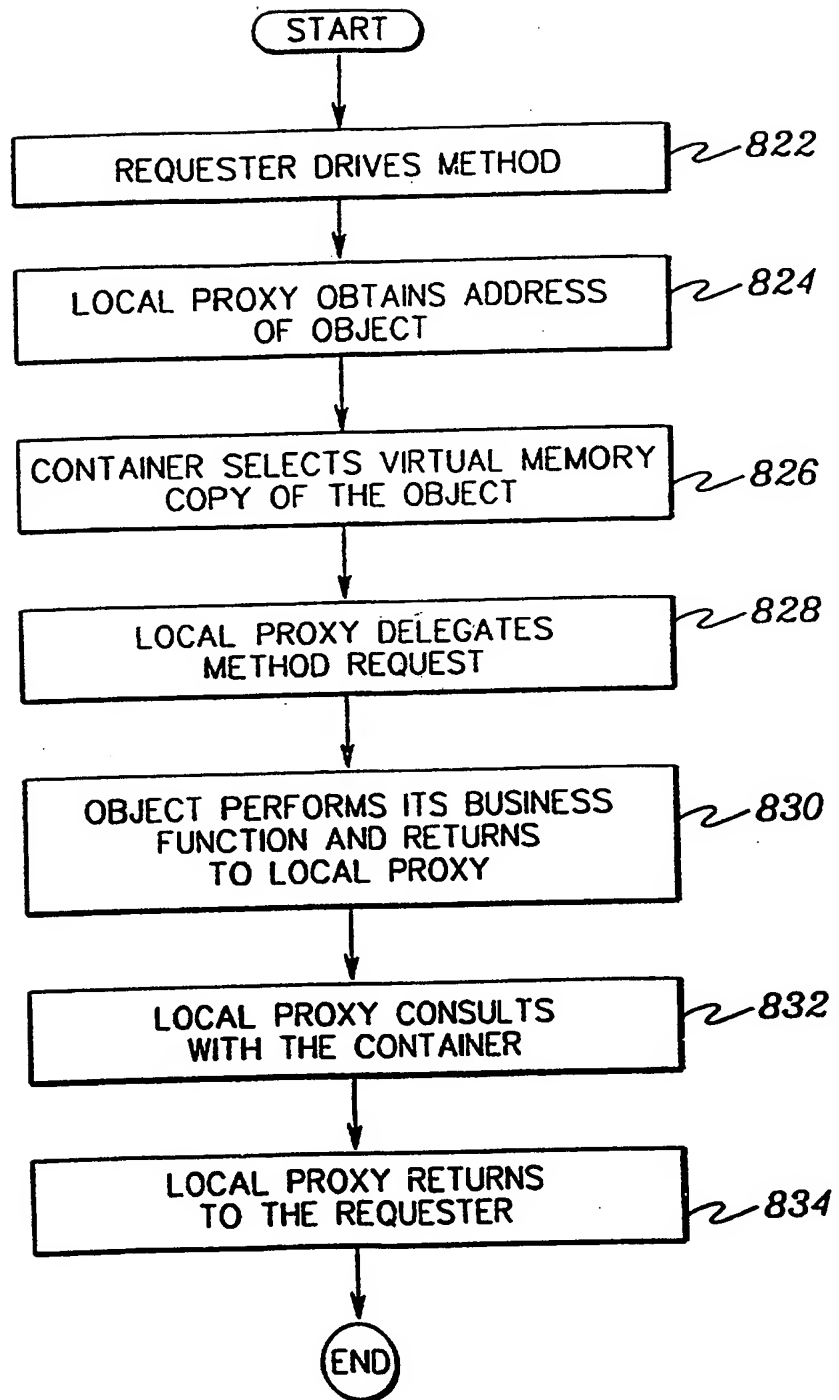 START
REQUESTER DRIVES METHOD
822
LOCAL PROXY OBTAINS ADDRESS
OF OBJECT
824
CONTAINER SELECTS VIRTUAL MEMORY
COPY OF THE OBJECT
826
LOCAL PROXY DELEGATES
METHOD REQUEST
828
OBJECT PERFORMS ITS BUSINESS
FUNCTION AND RETURNS
TO LOCAL PROXY
830
LOCAL PROXY CONSULTS
WITH THE CONTAINER
832
LOCAL PROXY RETURNS
TO THE REQUESTER
834
END